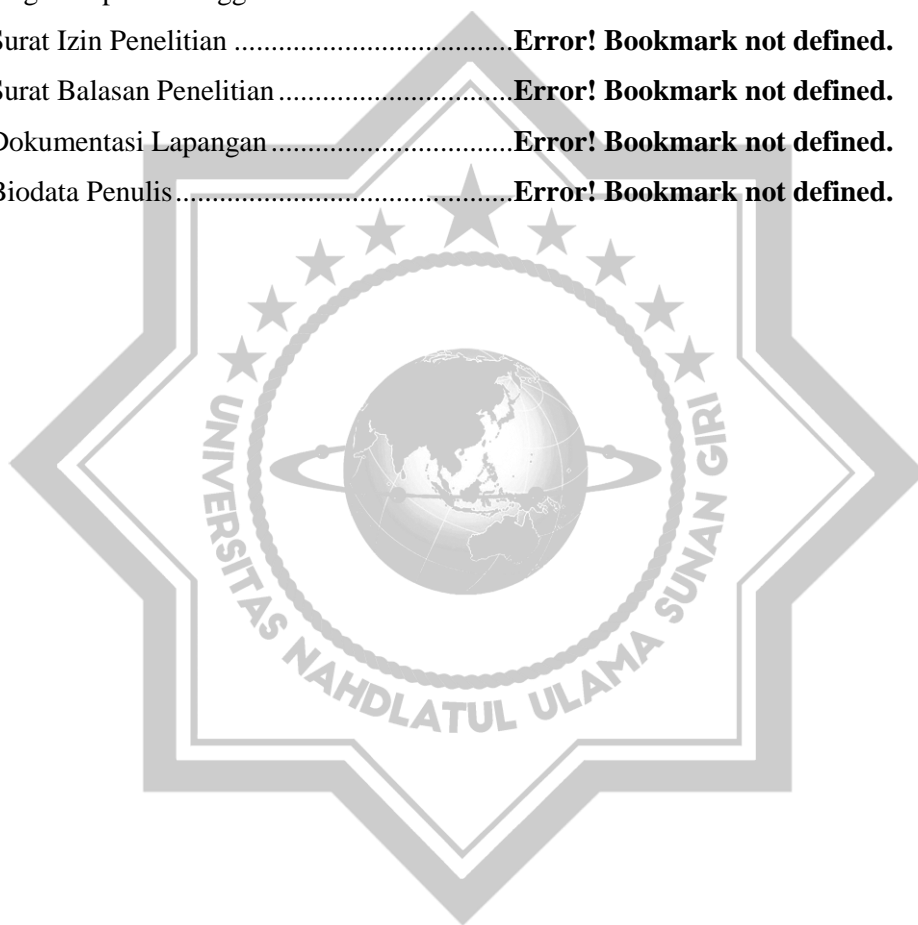 Surat Izin Penelitian ..................................Error! Bookmark not defined.
Surat Balasan Penelitian ................................Error! Bookmark not defined.
Dokumentasi Lapangan .................................Error! Bookmark not defined.
Biodata Penulis.............................................Error! Bookmark not defined.
UNIVERSITAS NAHDLATUL ULAMA SUNAN GIRI